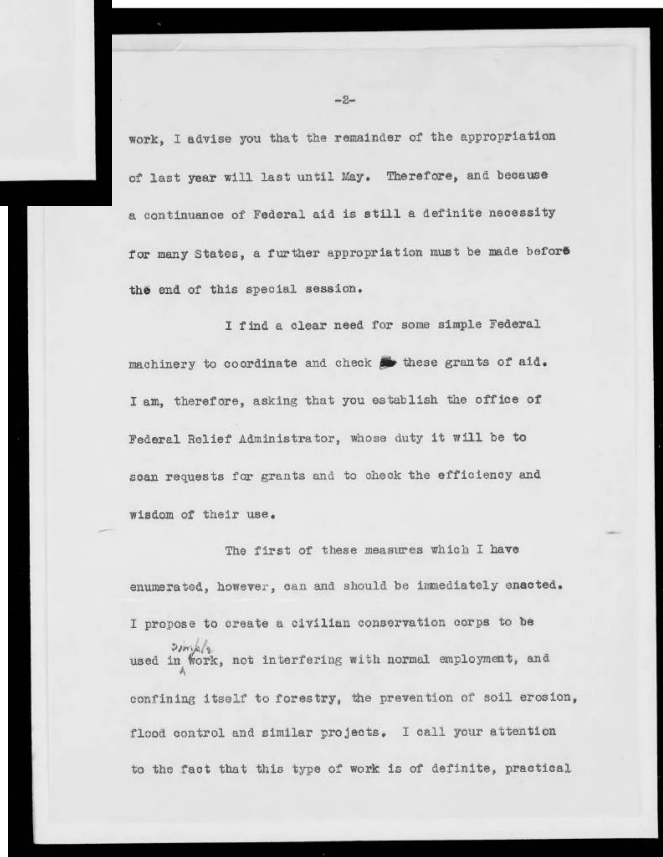 -2-
work, I advise you that the remainder of the appropriation
of last year will last until May. Therefore, and because
a continuance of Federal aid is still a definite necessity
for many States, a further appropriation must be made before
the end of this special session.
I find a clear need for some simple Federal
machinery to coordinate and check these grants of aid.
I am, therefore, asking that you establish the office of
Federal Relief Administrator, whose duty it will be to
scan requests for grants and to check the efficiency and
wisdom of their use.
The first of these measures which I have
enumerated, however, can and should be immediately enacted.
I propose to create a civilian conservation corps to be
simple
used in work, not interfering with normal employment, and
confining itself to forestry, the prevention of soil erosion,
flood control and similar projects. I call your attention
to the fact that this type of work is of definite, practical